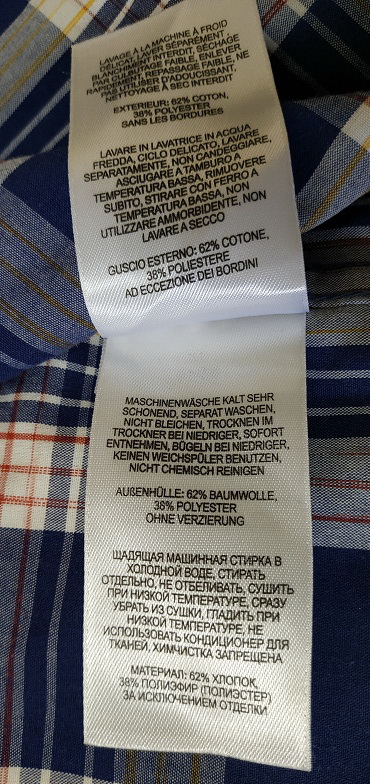 LAVAGE À LA MACHINE À FROID
DÉLICAT, LAVER SÉPARÉMENT,
BLANCHIMENT INTERDIT, SÉCHAGE
PAR CULBUTAGE FAIBLE, ENLEVER
RAPIDEMENT, REPASSAGE FAIBLE, NE
PAS UTILISER D'ADOUCISSANT,
NETTOYAGE À SEC INTERDIT
EXTERIEUR: 62% COTON,
38% POLYESTER
SANS LES BORDURES
LAVARE IN LAVATRICE IN ACQUA
FREDDA, CICLO DELICATO, LAVARE
SEPARATAMENTE, NON CANDEGGIARE,
ASCIUGARE A TAMBURO A
TEMPERATURA BASSA, RIMUOVERE
SUBITO, STIRARE CON FERRO A
TEMPERATURA BASSA, NON
UTILIZZARE AMMORBIDENTE, NON
LAVARE A SECCO
GUSCIO ESTERNO: 62% COTONE,
38% POLIESTERE
AD ECCEZIONE DEI BORDINI
MASCHINENWÄSCHE KALT SEHR
SCHONEND, SEPARAT WASCHEN,
NICHT BLEICHEN, TROCKNEN IM
TROCKNER BEI NIEDRIGER, SOFORT
ENTNEHMEN, BÜGELN BEI NIEDRIGER,
KEINEN WEICHSPÜLER BENUTZEN,
NICHT CHEMISCH REINIGEN
AUßENHÜLLE: 62% BAUMWOLLE,
38% POLYESTER
OHNE VERZIERUNG
ЩАДЯЩАЯ МАШИННАЯ СТИРКА В
ХОЛОДНОЙ ВОДЕ, СТИРАТЬ
ОТДЕЛЬНО, НЕ ОТБЕЛИВАТЬ, СУШИТЬ
ПРИ НИЗКОЙ ТЕМПЕРАТУРЕ, СРАЗУ
УБРАТЬ ИЗ СУШКИ, ГЛАДИТЬ ПРИ
НИЗКОЙ ТЕМПЕРАТУРЕ, НЕ
ИСПОЛЬЗОВАТЬ КОНДИЦИОНЕР ДЛЯ
ТКАНЕЙ, ХИМЧИСТКА ЗАПРЕЩЕНА
МАТЕРИАЛ: 62% ХЛОПОК,
38% ПОЛИЭФИР (ПОЛИЭСТЕР)
ЗА ИСКЛЮЧЕНИЕМ ОТДЕЛКИ